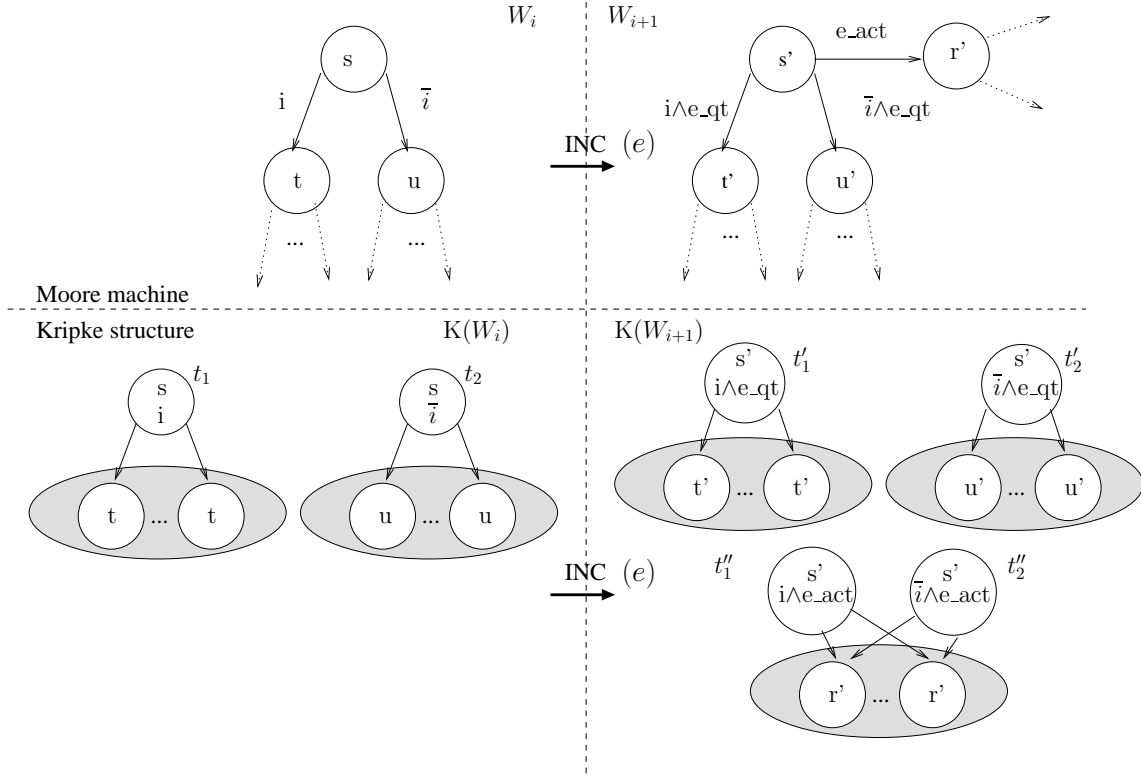 W_i
W_{i+1}
s
i
i̅
t
u
...
...
s'
e_act
r'
i∧e_qt
i̅∧e_qt
t'
u'
...
...
INC (e)
Moore machine
Kripke structure
K(W_i)
K(W_{i+1})
s
i
t_1
s
i̅
t_2
t ... t
u ... u
s'
i∧e_qt
t'_1
s'
i̅∧e_qt
t'_2
t' ... t'
u' ... u'
INC (e)
t''_1
s'
i∧e_act
s'
i̅∧e_act
t''_2
r' ... r'